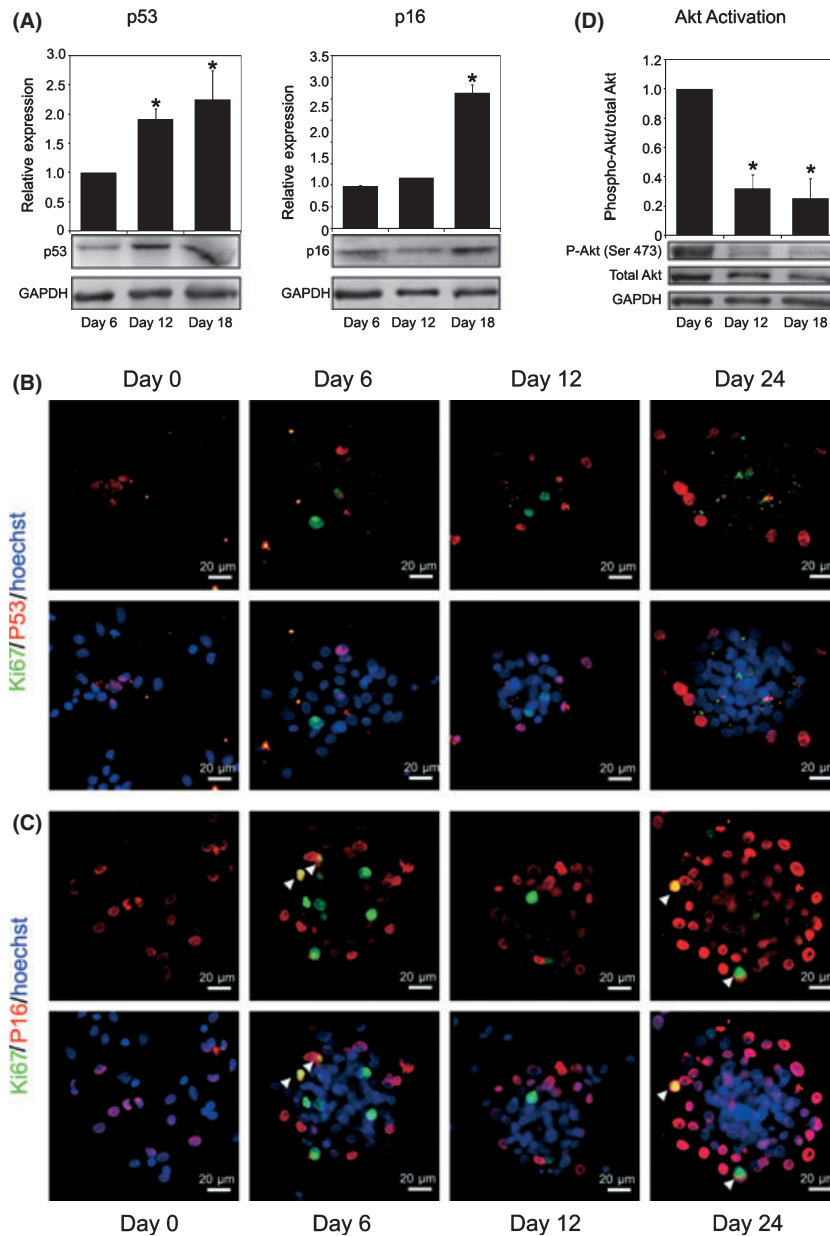 (A)
p53
Relative expression
3.0
2.5
2.0
1.5
1.0
0.5
0
*
*
p53
GAPDH
Day 6 Day 12 Day 18
p16
Relative expression
3.5
3.0
2.5
2.0
1.5
1.0
0.5
*
p16
GAPDH
Day 6 Day 12 Day 18
(D)
Akt Activation
Phospho-Akt/total Akt
1.2
1.0
0.8
0.6
0.4
0.2
0
*
*
P-Akt (Ser 473)
Total Akt
GAPDH
Day 6 Day 12 Day 18
(B)
Day 0 Day 6 Day 12 Day 24
Ki67/P53/hoechst
20 µm 20 µm 20 µm 20 µm
20 µm 20 µm 20 µm 20 µm
(C)
Ki67/P16/hoechst
20 µm 20 µm 20 µm 20 µm
20 µm 20 µm 20 µm 20 µm
Day 0 Day 6 Day 12 Day 24